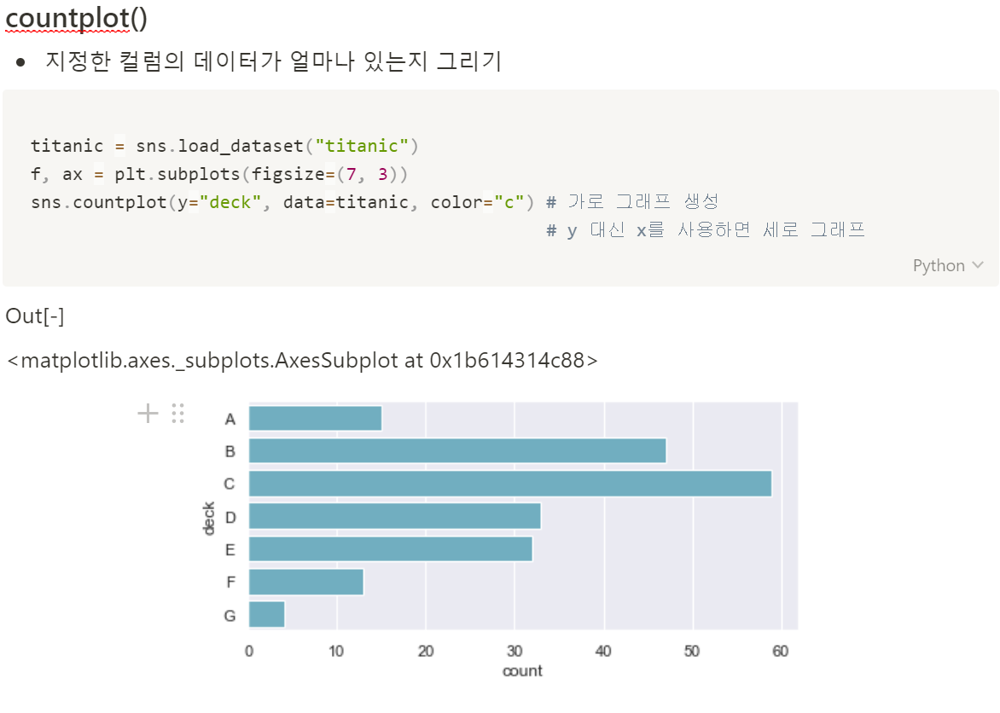 countplot()
• 지정한 컬럼의 데이터가 얼마나 있는지 그리기
titanic = sns.load_dataset("titanic")
f, ax = plt.subplots(figsize=(7, 3))
sns.countplot(y="deck", data=titanic, color="c") # 가로 그래프 생성
# y 대신 x를 사용하면 세로 그래프
Python
Out[-]
<matplotlib.axes._subplots.AxesSubplot at 0x1b614314c88>
A
B
C
D
E
F
G
deck
0 10 20 30 40 50 60
count